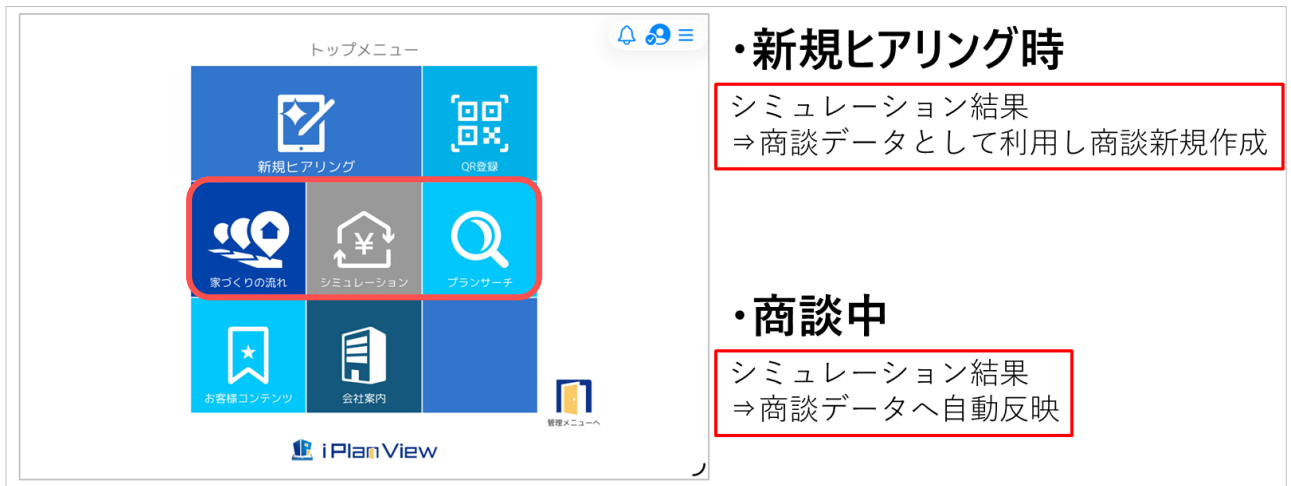 トップメニュー
新規ヒアリング
QR登録
家づくりの流れ
シミュレーション
プランサーチ
お客様コンテンツ
会社案内
管理メニューへ
iPlanView
・新規ヒアリング時
シミュレーション結果
⇒商談データとして利用し商談新規作成
・商談中
シミュレーション結果
⇒商談データへ自動反映